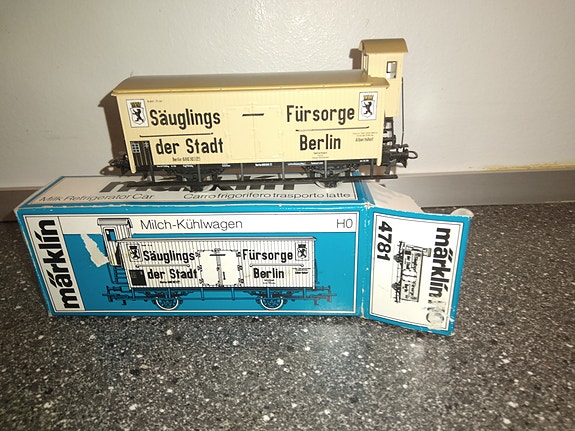 Säuglings Fürsorge
der Stadt Berlin
Milk Refrigerator Car
Carro frigorifero trasporto latte
märklin
Milch-Kühlwagen
H0
Säuglings Fürsorge
der Stadt Berlin
märklin
4781